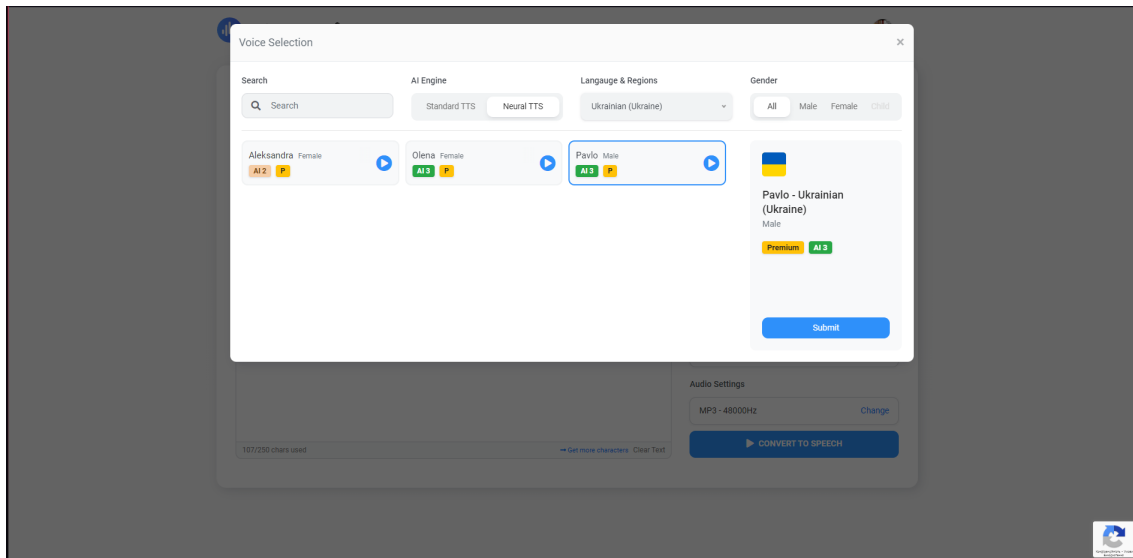 Voice Selection
×
Search
AI Engine
Langauge & Regions
Gender
Search
Standard TTS
Neural TTS
Ukrainian (Ukraine)
All
Male
Female
Child
Aleksandra Female
AI 2 P
Olena Female
AI 3 P
Pavlo Male
AI 3 P
Pavlo - Ukrainian
(Ukraine)
Male
Premium AI 3
Submit
Audio Settings
MP3 - 48000Hz
Change
CONVERT TO SPEECH
107/250 chars used
Get more characters Clear Text